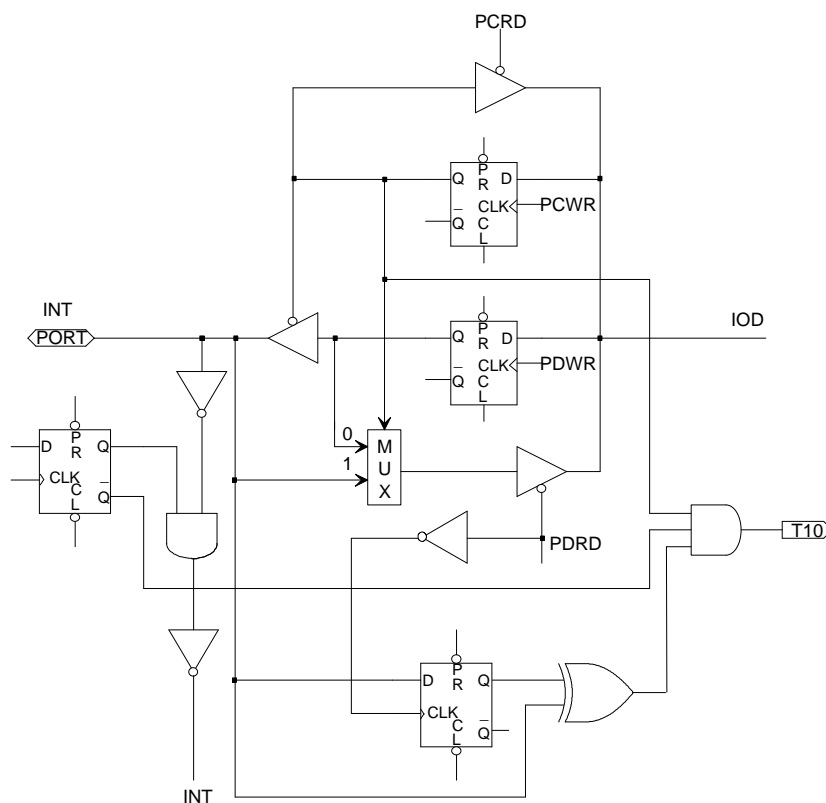 PCRD
Q
P
R
D
CLK
PCWR
Q
C
L
INT
PORT
IOD
Q
P
R
D
CLK
PDWR
Q
C
L
D
P
R
Q
CLK
C
L
Q
0
1
M
U
X
PDRD
T10
D
P
R
Q
CLK
C
L
Q
INT